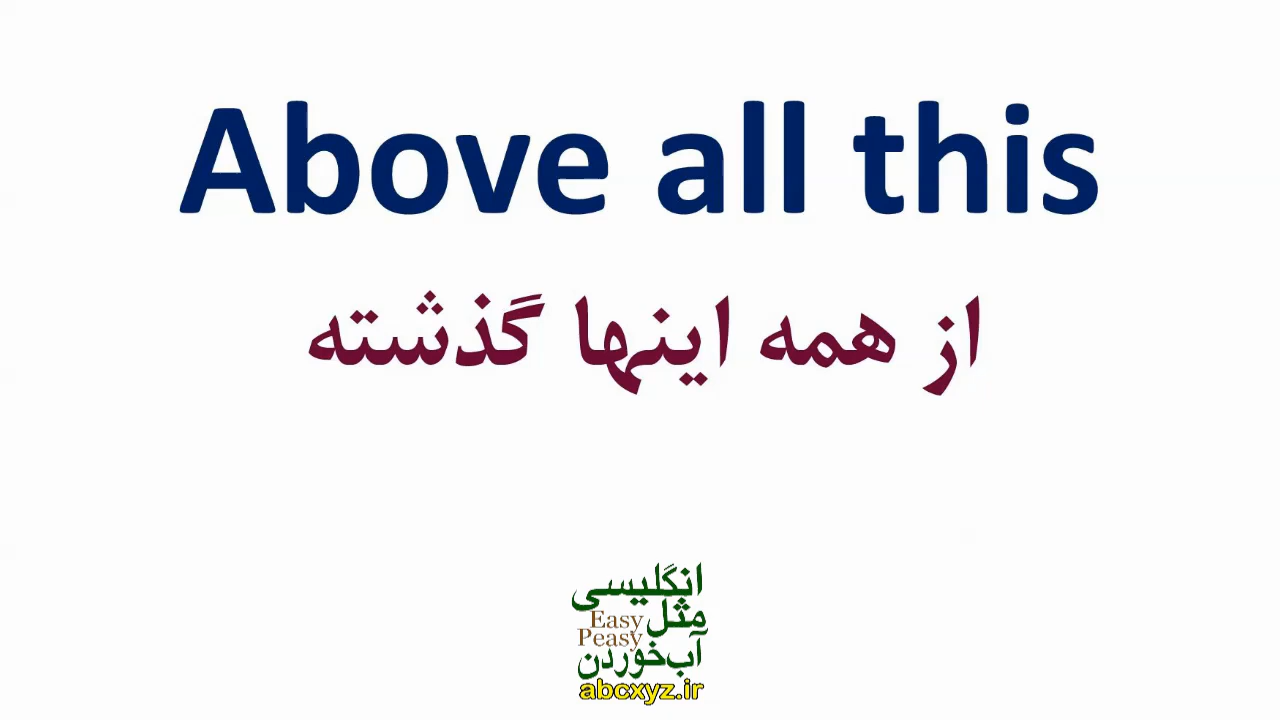 Above all this
از همه اینها گذشته
انگلیسی
مثل
Easy
Peasy
آب‌خوردن
abcxyz.ir